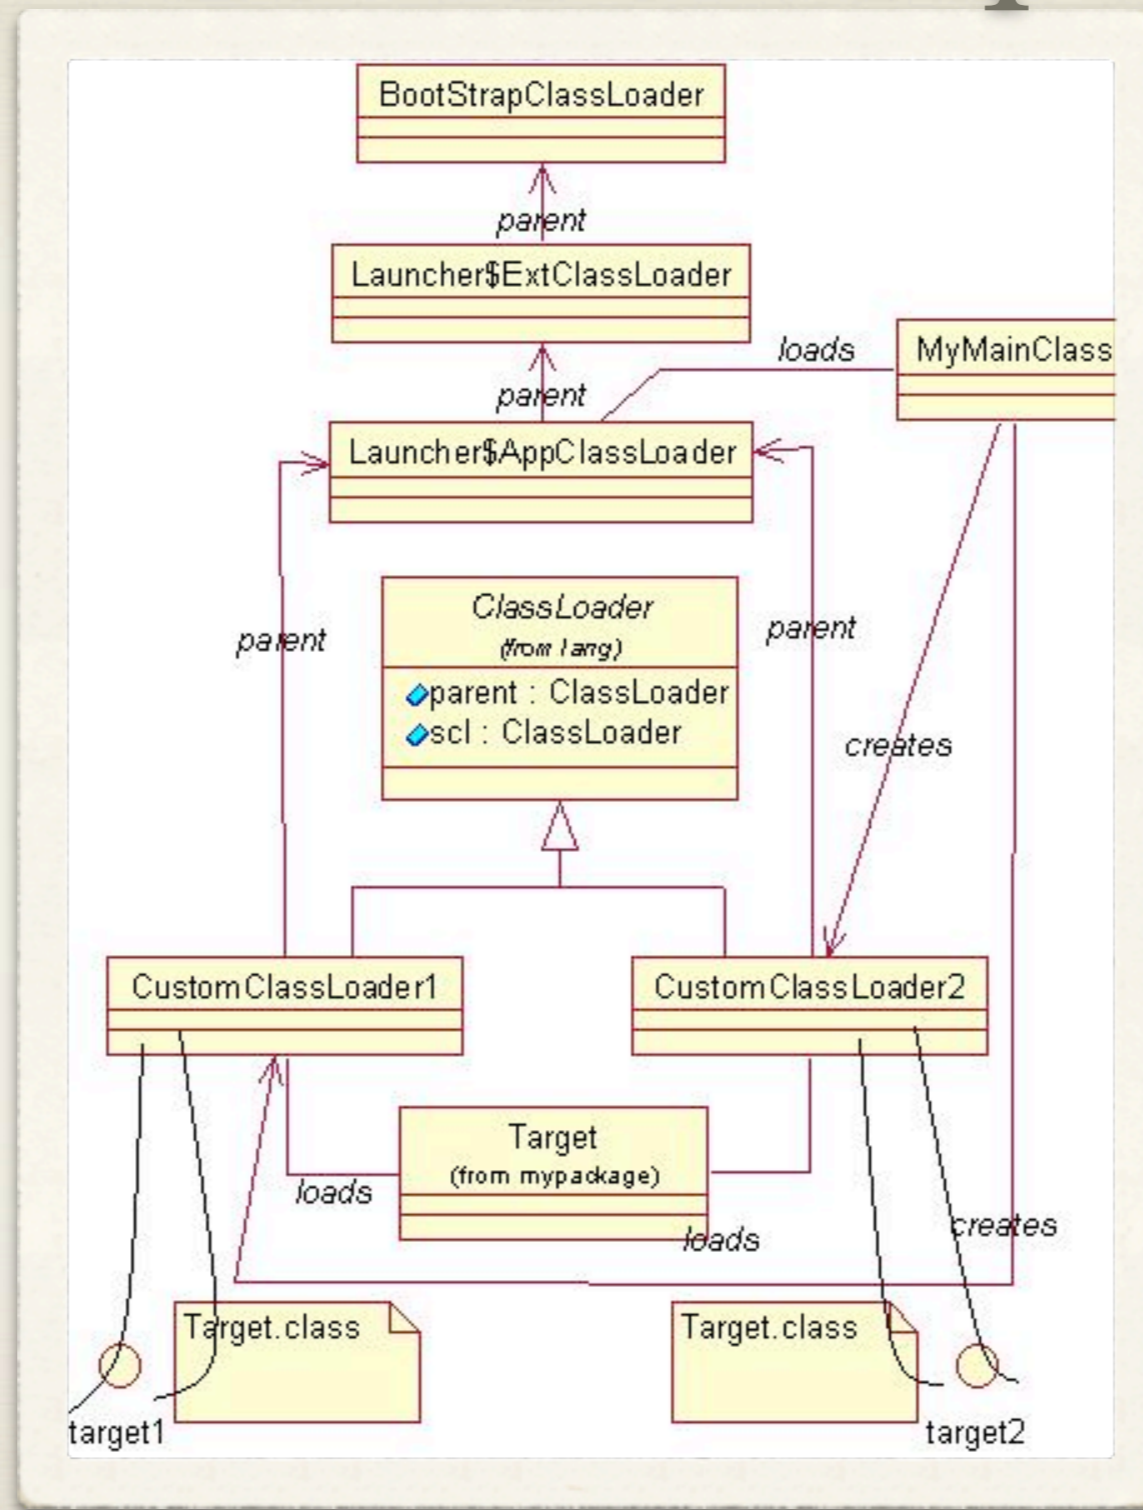 BootStrapClassLoader
parent
Launcher$ExtClassLoader
loads
MyMainClass
parent
Launcher$AppClassLoader
ClassLoader
(from lang)
parent
parent
parent : ClassLoader
scl : ClassLoader
creates
CustomClassLoader1
CustomClassLoader2
Target
(from mypackage)
loads
loads
creates
Target.class
Target.class
target1
target2